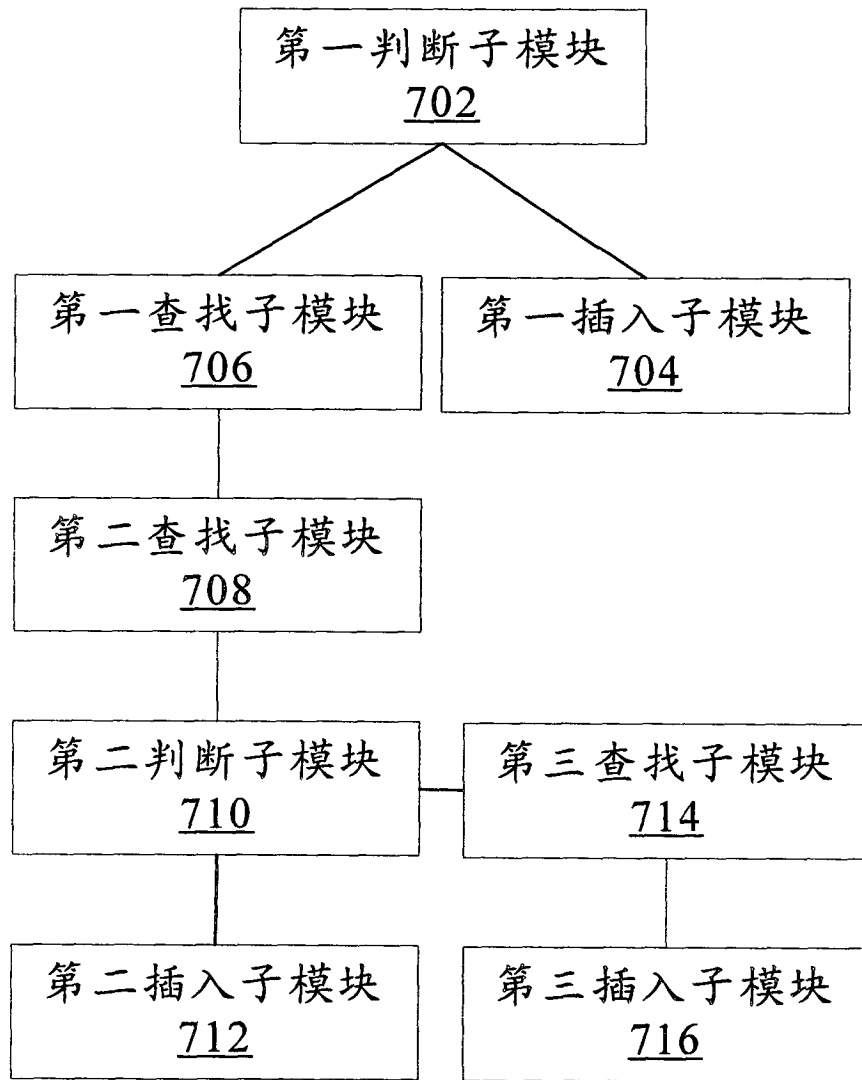 第一判断子模块
702
第一查找子模块
706
第一插入子模块
704
第二查找子模块
708
第二判断子模块
710
第三查找子模块
714
第二插入子模块
712
第三插入子模块
716